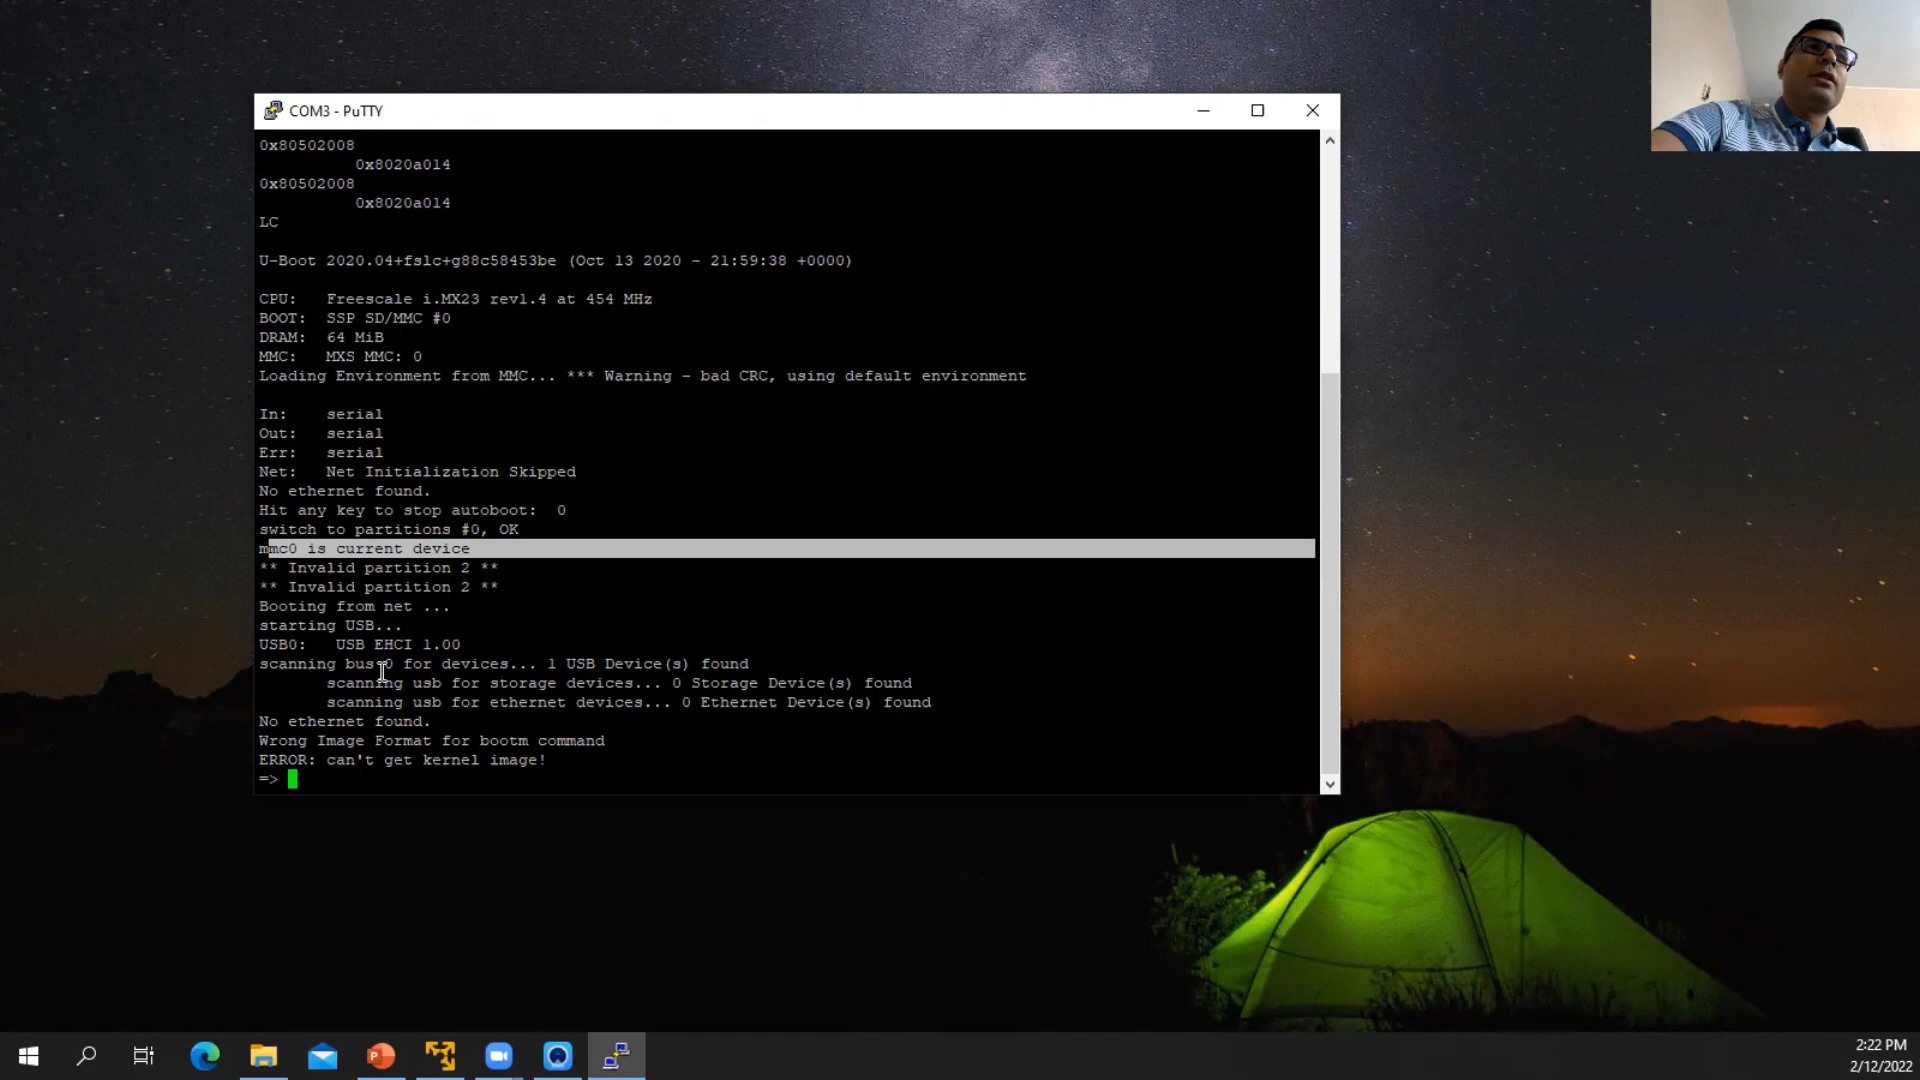 COM3 - PuTTY
0x80502008
0x8020a014
0x80502008
0x8020a014
LC
U-Boot 2020.04+fslc+g88c58453be (Oct 13 2020 - 21:59:38 +0000)
CPU: Freescale i.MX23 rev1.4 at 454 MHz
BOOT: SSP SD/MMC #0
DRAM: 64 MiB
MMC: MXS MMC: 0
Loading Environment from MMC... *** Warning - bad CRC, using default environment
In: serial
Out: serial
Err: serial
Net: Net Initialization Skipped
No ethernet found.
Hit any key to stop autoboot: 0
switch to partitions #0, OK
mmc0 is current device
** Invalid partition 2 **
** Invalid partition 2 **
Booting from net ...
starting USB...
USB0: USB EHCI 1.00
scanning bus 0 for devices... 1 USB Device(s) found
scanning usb for storage devices... 0 Storage Device(s) found
scanning usb for ethernet devices... 0 Ethernet Device(s) found
No ethernet found.
Wrong Image Format for bootm command
ERROR: can't get kernel image!
=>
2:22 PM
2/12/2022